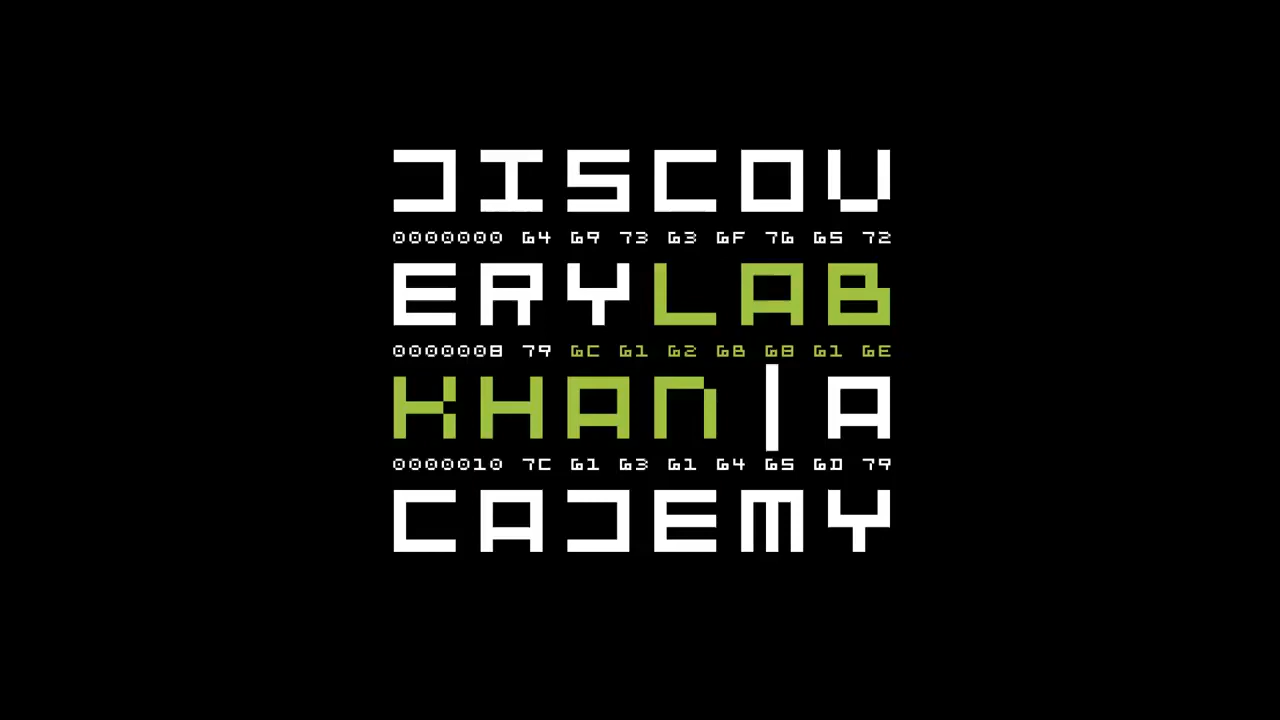 DISCOV
0000000 64 69 73 63 6F 76 65 72
ERYLAB
0000008 79 6C 61 62 6B 68 61 6E
KHAN|A
0000010 7C 61 63 61 64 65 6D 79
CADEMY